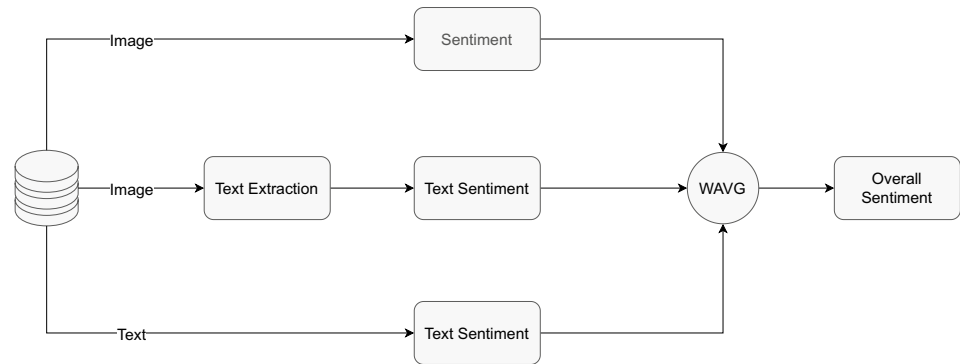 Image
Sentiment
Image
Text Extraction
Text Sentiment
WAVG
Overall
Sentiment
Text
Text Sentiment